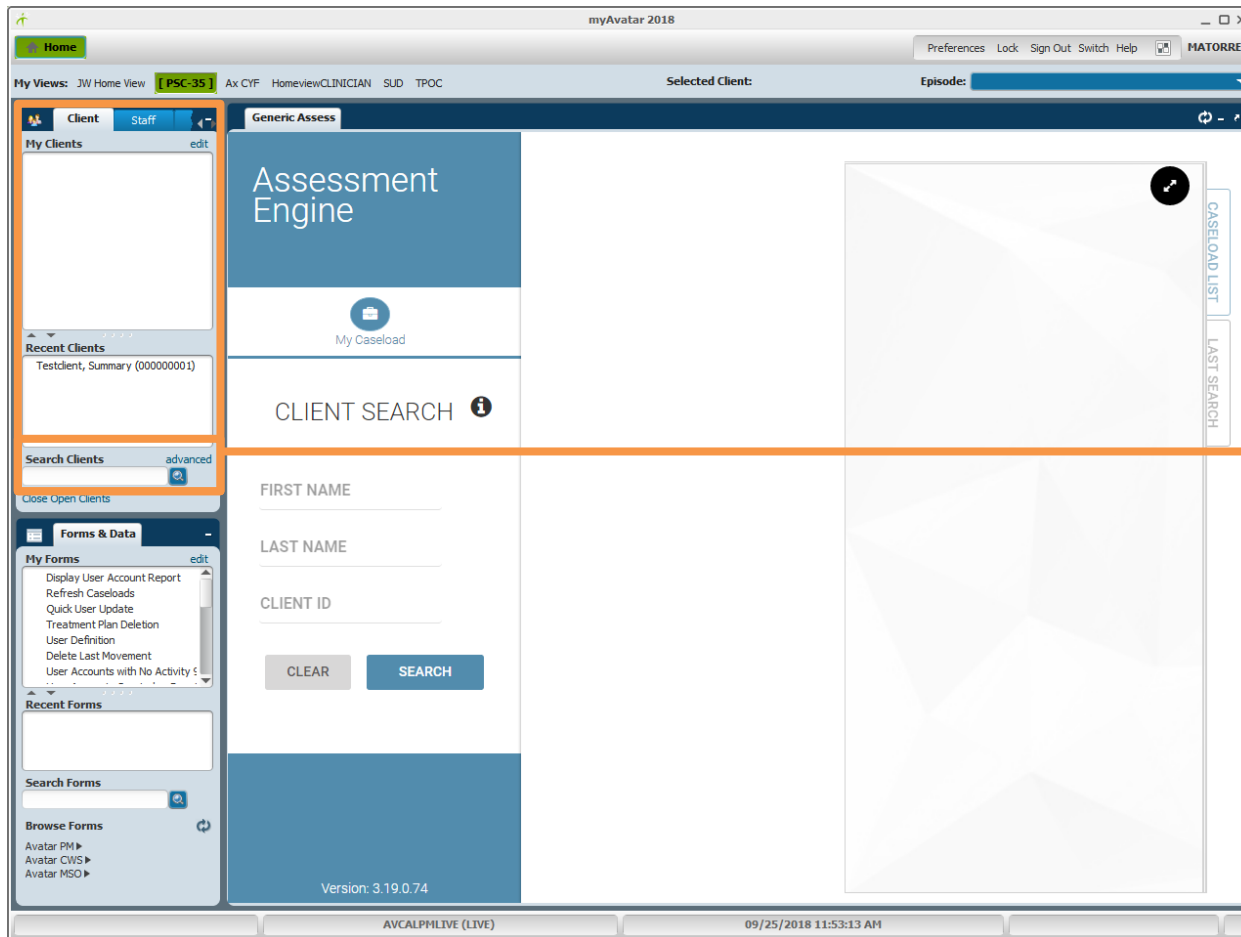 myAvatar 2018
Home
Preferences Lock Sign Out Switch Help
MATORRE
My Views: JW Home View [ PSC-35 ] Ax CYF HomeviewCLINICIAN SUD TPOC
Selected Client:
Episode:
Client Staff
My Clients edit
Recent Clients
Testclient, Summary (000000001)
Search Clients advanced
Close Open Clients
Forms & Data
My Forms edit
Display User Account Report
Refresh Caseloads
Quick User Update
Treatment Plan Deletion
User Definition
Delete Last Movement
User Accounts with No Activity
Recent Forms
Search Forms
Browse Forms
Avatar PM
Avatar CWS
Avatar MSO
Generic Assess
Assessment
Engine
My Caseload
CLIENT SEARCH
FIRST NAME
LAST NAME
CLIENT ID
CLEAR SEARCH
Version: 3.19.0.74
CASELOAD LIST
LAST SEARCH
AVCALPMLIVE (LIVE)
09/25/2018 11:53:13 AM